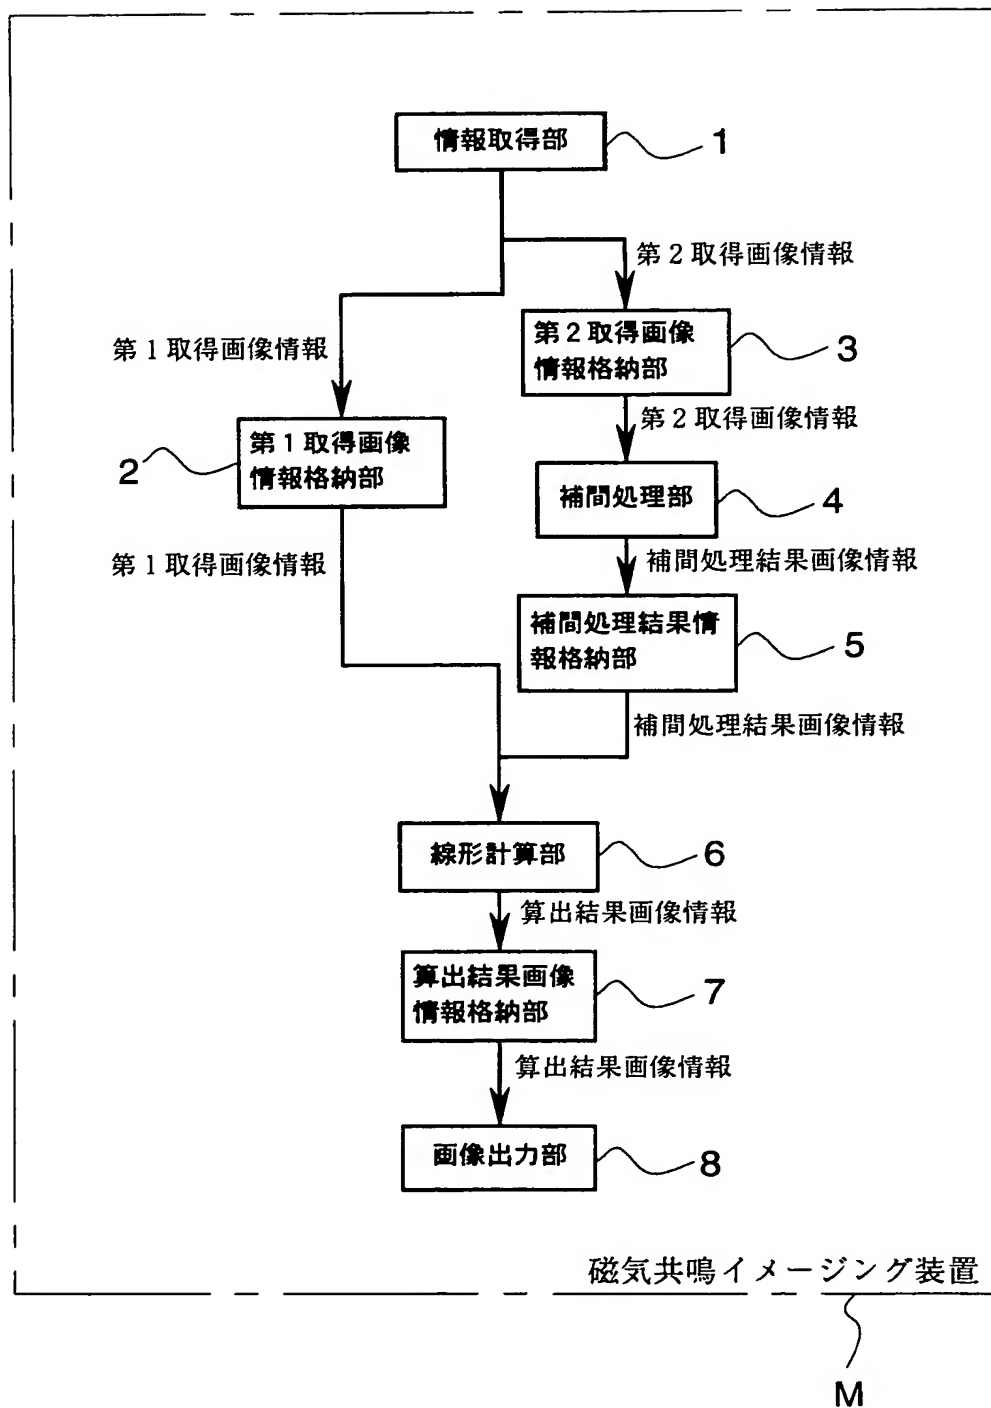 情報取得部
1
第２取得画像情報
第２取得画像
情報格納部
3
第１取得画像情報
第２取得画像情報
第１取得画像
情報格納部
2
補間処理部
4
第１取得画像情報
補間処理結果画像情報
補間処理結果情
報格納部
5
補間処理結果画像情報
線形計算部
6
算出結果画像情報
算出結果画像
情報格納部
7
算出結果画像情報
画像出力部
8
磁気共鳴イメージング装置
M